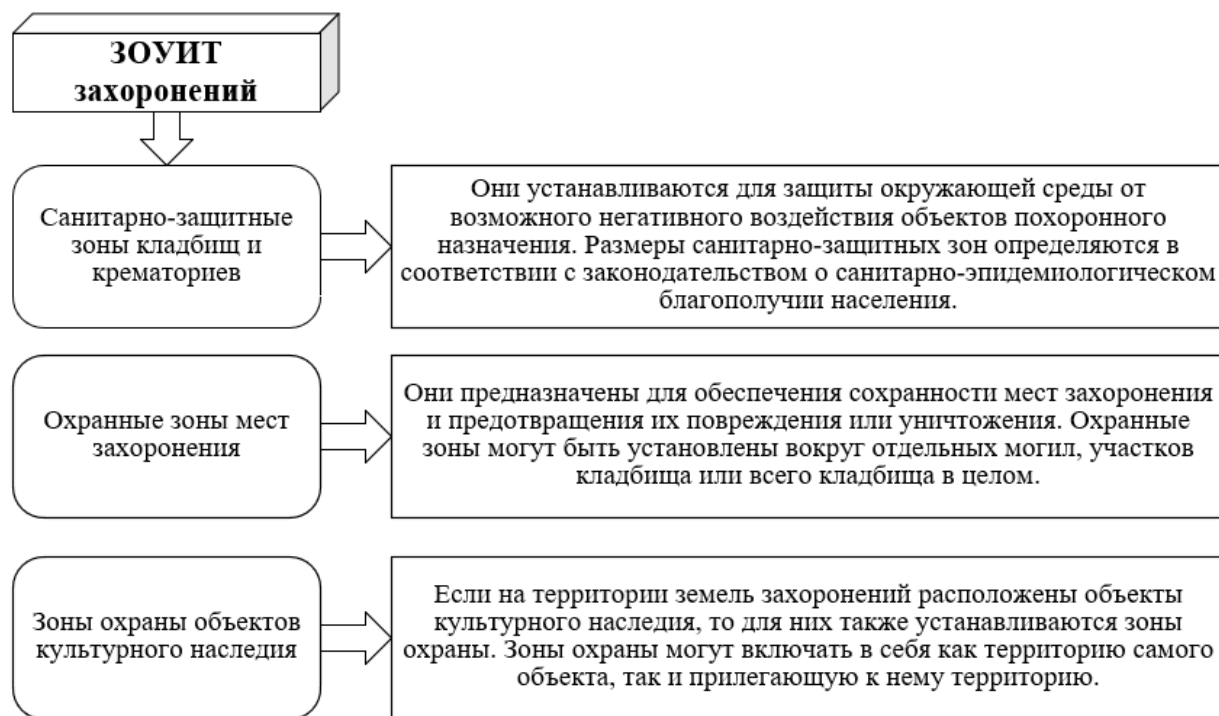 ЗОУИТ
захоронений
Санитарно-защитные
зоны кладбищ и
крематориев
Они устанавливаются для защиты окружающей среды от
возможного негативного воздействия объектов похоронного
назначения. Размеры санитарно-защитных зон определяются в
соответствии с законодательством о санитарно-эпидемиологическом
благополучии населения.
Охранные зоны мест
захоронения
Они предназначены для обеспечения сохранности мест захоронения
и предотвращения их повреждения или уничтожения. Охранные
зоны могут быть установлены вокруг отдельных могил, участков
кладбища или всего кладбища в целом.
Зоны охраны объектов
культурного наследия
Если на территории земель захоронений расположены объекты
культурного наследия, то для них также устанавливаются зоны
охраны. Зоны охраны могут включать в себя как территорию самого
объекта, так и прилегающую к нему территорию.